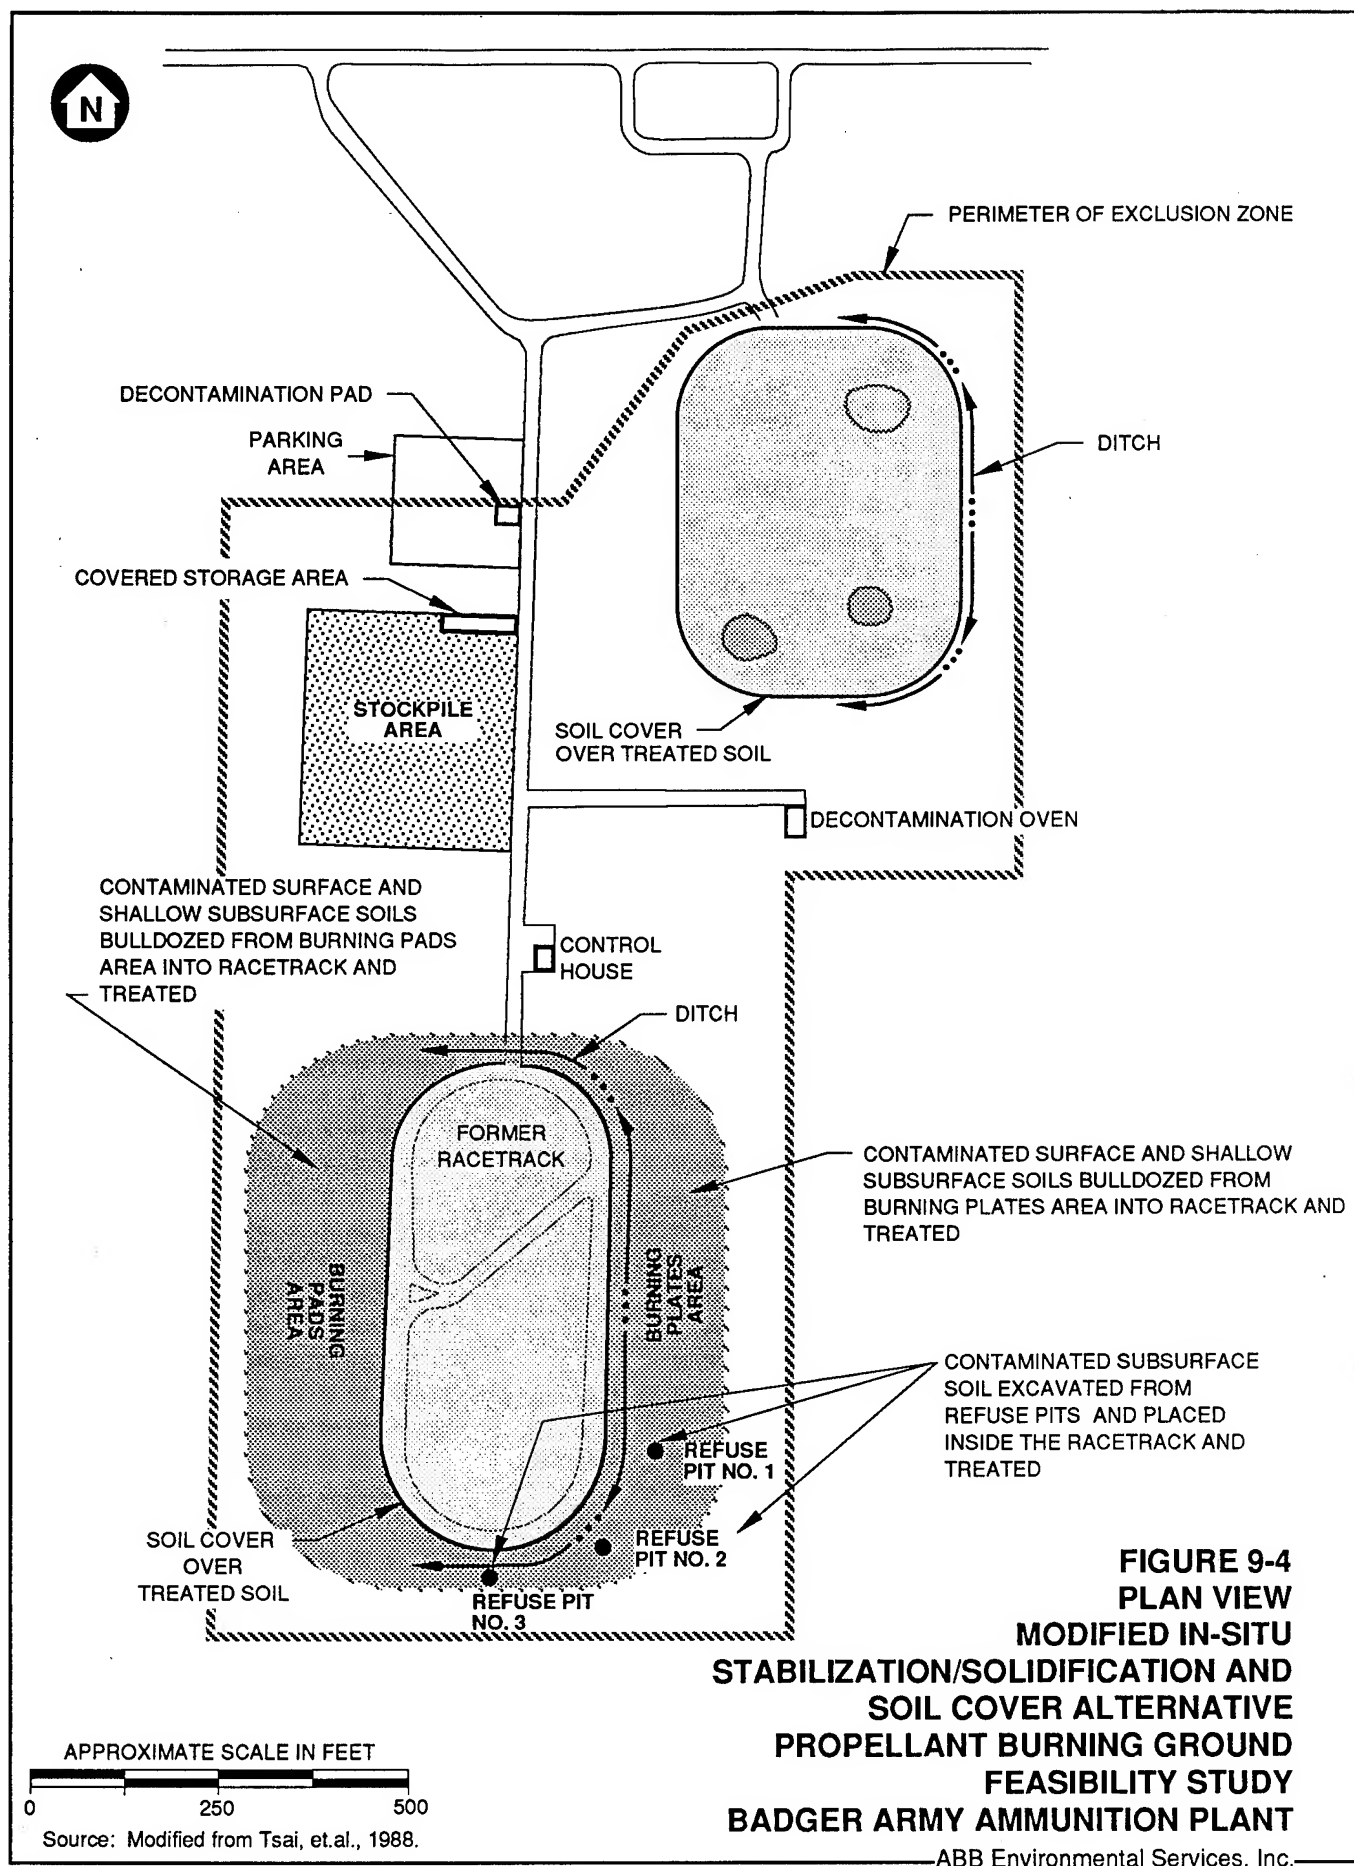 N
PERIMETER OF EXCLUSION ZONE
DECONTAMINATION PAD
PARKING
AREA
DITCH
COVERED STORAGE AREA
STOCKPILE
AREA
SOIL COVER
OVER TREATED SOIL
DECONTAMINATION OVEN
CONTAMINATED SURFACE AND
SHALLOW SUBSURFACE SOILS
BULLDOZED FROM BURNING PADS
AREA INTO RACETRACK AND
TREATED
CONTROL
HOUSE
DITCH
FORMER
RACETRACK
CONTAMINATED SURFACE AND SHALLOW
SUBSURFACE SOILS BULLDOZED FROM
BURNING PLATES AREA INTO RACETRACK AND
TREATED
BURNING
PADS
AREA
BURNING
PLATES
AREA
CONTAMINATED SUBSURFACE
SOIL EXCAVATED FROM
REFUSE PITS AND PLACED
INSIDE THE RACETRACK AND
TREATED
REFUSE
PIT NO. 1
REFUSE
PIT NO. 2
SOIL COVER
OVER
TREATED SOIL
REFUSE PIT
NO. 3
FIGURE 9-4
PLAN VIEW
MODIFIED IN-SITU
STABILIZATION/SOLIDIFICATION AND
SOIL COVER ALTERNATIVE
PROPELLANT BURNING GROUND
FEASIBILITY STUDY
BADGER ARMY AMMUNITION PLANT
APPROXIMATE SCALE IN FEET
0 250 500
Source: Modified from Tsai, et.al., 1988.
ABB Environmental Services, Inc.